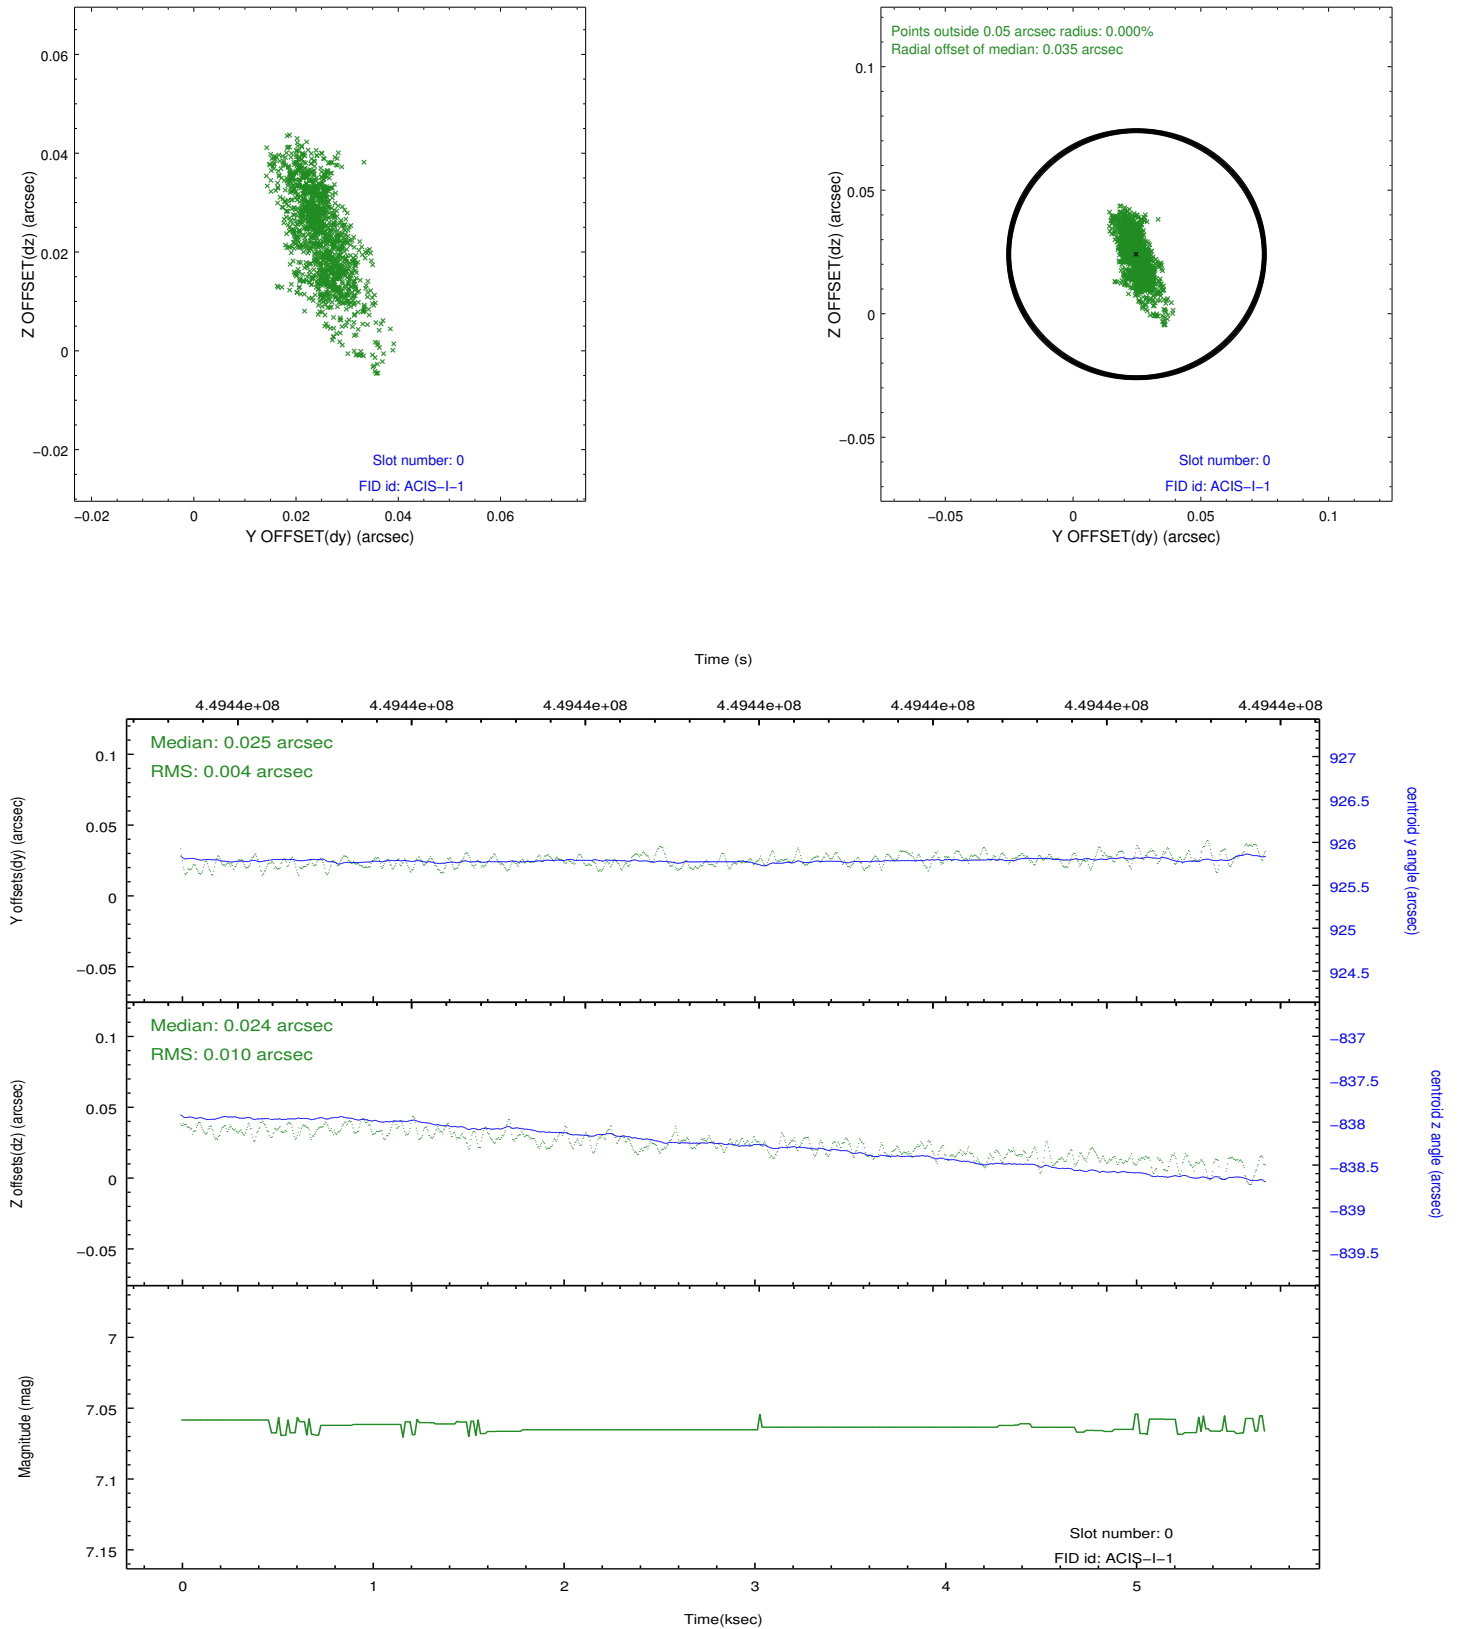 0.06
0.04
0.02
0
−0.02
Z OFFSET(dz) (arcsec)
Slot number: 0
FID id: ACIS−I−1
−0.02 0 0.02 0.04 0.06
Y OFFSET(dy) (arcsec)
Points outside 0.05 arcsec radius: 0.000%
Radial offset of median: 0.035 arcsec
0.1
0.05
0
−0.05
Z OFFSET(dz) (arcsec)
Slot number: 0
FID id: ACIS−I−1
−0.05 0 0.05 0.1
Y OFFSET(dy) (arcsec)
Time (s)
4.4944e+08 4.4944e+08 4.4944e+08 4.4944e+08 4.4944e+08 4.4944e+08 4.4944e+08
Median: 0.025 arcsec
RMS: 0.004 arcsec
0.1
0.05
0
−0.05
Y offsets(dy) (arcsec)
927
926.5
926
925.5
925
924.5
centroid y angle (arcsec)
Median: 0.024 arcsec
RMS: 0.010 arcsec
0.1
0.05
0
−0.05
Z offsets(dz) (arcsec)
−837
−837.5
−838
−838.5
−839
−839.5
centroid z angle (arcsec)
7
7.05
7.1
7.15
Magnitude (mag)
Slot number: 0
FID id: ACIS−I−1
0 1 2 3 4 5
Time(ksec)